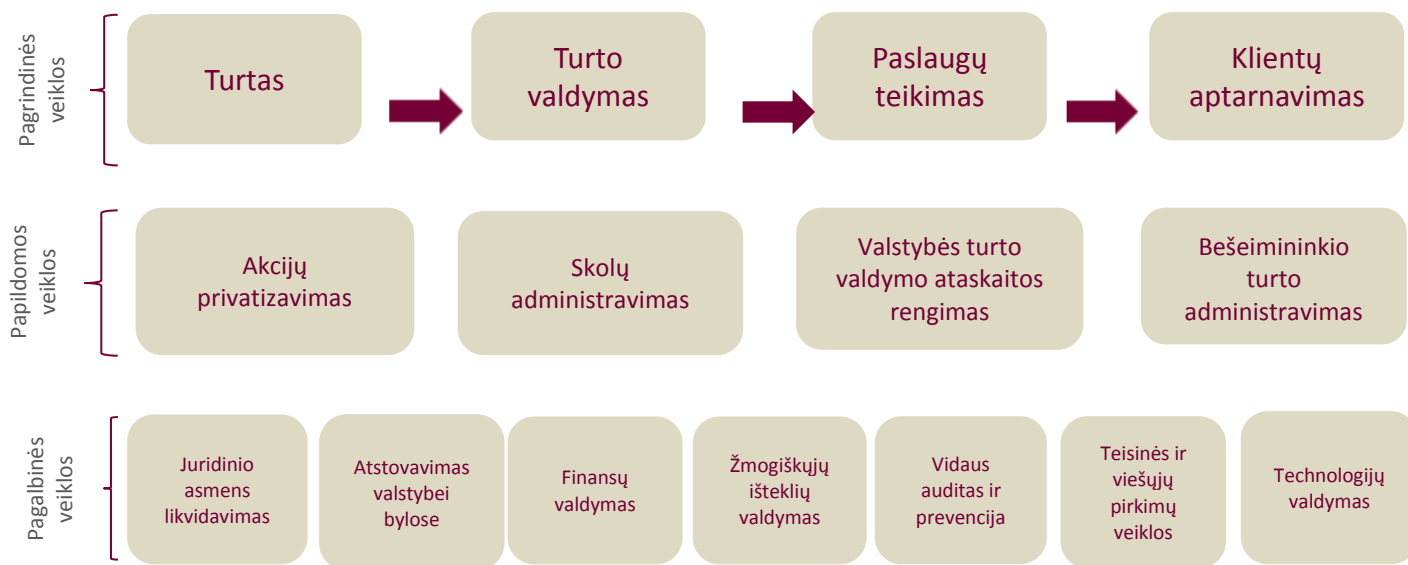 Pagrindinės
veiklos
Turtas
Turto
valdymas
Paslaugų
teikimas
Klientų
aptarnavimas
Papildomos
veiklos
Akcijų
privatizavimas
Skolų
administravimas
Valstybės turto
valdymo ataskaitos
rengimas
Bešeimininkio
turto
administravimas
Pagalbinės
veiklos
Juridinio
asmens
likvidavimas
Atstovavimas
valstybei
bylose
Finansų
valdymas
Žmogiškųjų
išteklių
valdymas
Vidaus
auditas ir
prevencija
Teisinės ir
viešųjų
pirkimų
veiklos
Technologijų
valdymas